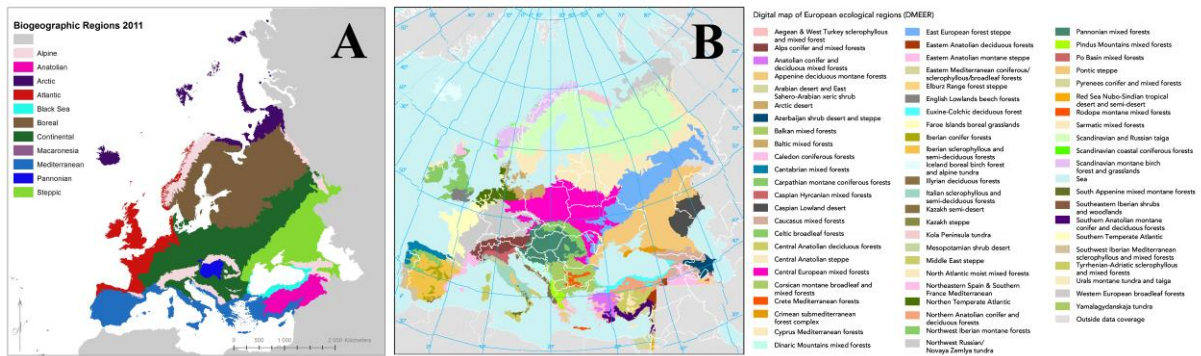 Biogeographic Regions 2011
A
Alpine
Anatolian
Arctic
Atlantic
Black Sea
Boreal
Continental
Macaronesia
Mediterranean
Pannonian
Steppic
0 500 1 000 2 000 Kilometers
B
Digital map of European ecological regions (DMEER)
Aegean & West Turkey sclerophyllous
and mixed forest
Alps conifer and mixed forests
Anatolian conifer and
deciduous mixed forests
Appenine deciduous montane forests
Arabian desert and East
Sahero-Arabian xeric shrub
Arctic desert
Azerbaijan shrub desert and steppe
Balkan mixed forests
Baltic mixed forests
Caledon coniferous forests
Cantabrian mixed forests
Carpathian montane coniferous forests
Caspian Hyrcanian mixed forests
Caspian Lowland desert
Caucasus mixed forests
Celtic broadleaf forests
Central Anatolian deciduous forests
Central Anatolian steppe
Central European mixed forests
Corsican montane broadleaf and
mixed forests
Crete Mediterranean forests
Crimean submediterranean
forest complex
Cyprus Mediterranean forests
Dinaric Mountains mixed forests
East European forest steppe
Eastern Anatolian deciduous forests
Eastern Anatolian montane steppe
Eastern Mediterranean coniferous/
sclerophyllous/broadleaf forests
Elburz Range forest steppe
English Lowlands beech forests
Euxine-Colchic deciduous forest
Faroe Islands boreal grasslands
Iberian conifer forests
Iberian sclerophyllous and
semi-deciduous forests
Iceland boreal birch forest
and alpine tundra
Illyrian deciduous forests
Italian sclerophyllous and
semi-deciduous forests
Kazakh semi-desert
Kazakh steppe
Kola Peninsula tundra
Mesopotamian shrub desert
Middle East steppe
North Atlantic moist mixed forests
Northeastern Spain & Southern
France Mediterranean
Northen Temperate Atlantic
Northern Anatolian conifer and
deciduous forests
Northwest Iberian montane forests
Northwest Russian/
Novaya Zemlya tundra
Pannonian mixed forests
Pindus Mountains mixed forests
Po Basin mixed forests
Pontic steppe
Pyrenees conifer and mixed forests
Red Sea Nubo-Sindian tropical
desert and semi-desert
Rodope montane mixed forests
Sarmatic mixed forests
Scandinavian and Russian taiga
Scandinavian coastal coniferous forests
Scandinavian montane birch
forest and grasslands
Sea
South Appenine mixed montane forests
Southeastern Iberian shrubs
and woodlands
Southern Anatolian montane
conifer and deciduous forests
Southern Temperate Atlantic
Southwest Iberian Mediterranean
sclerophyllous and mixed forests
Tyrrhenian-Adriatic sclerophyllous
and mixed forests
Urals montane tundra and taiga
Western European broadleaf forests
Yamalagydanskaja tundra
Outside data coverage